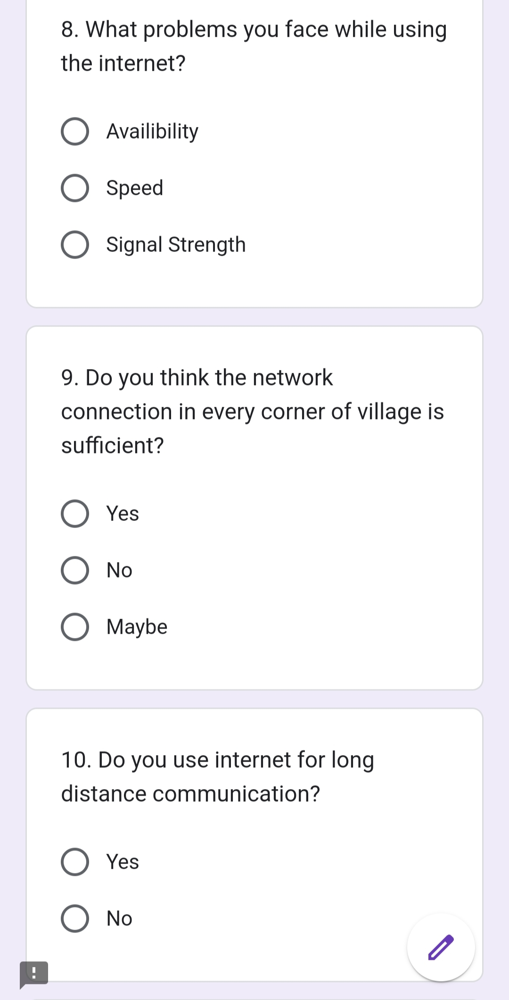 8. What problems you face while using
the internet?
Availibility
Speed
Signal Strength
9. Do you think the network
connection in every corner of village is
sufficient?
Yes
No
Maybe
10. Do you use internet for long
distance communication?
Yes
No